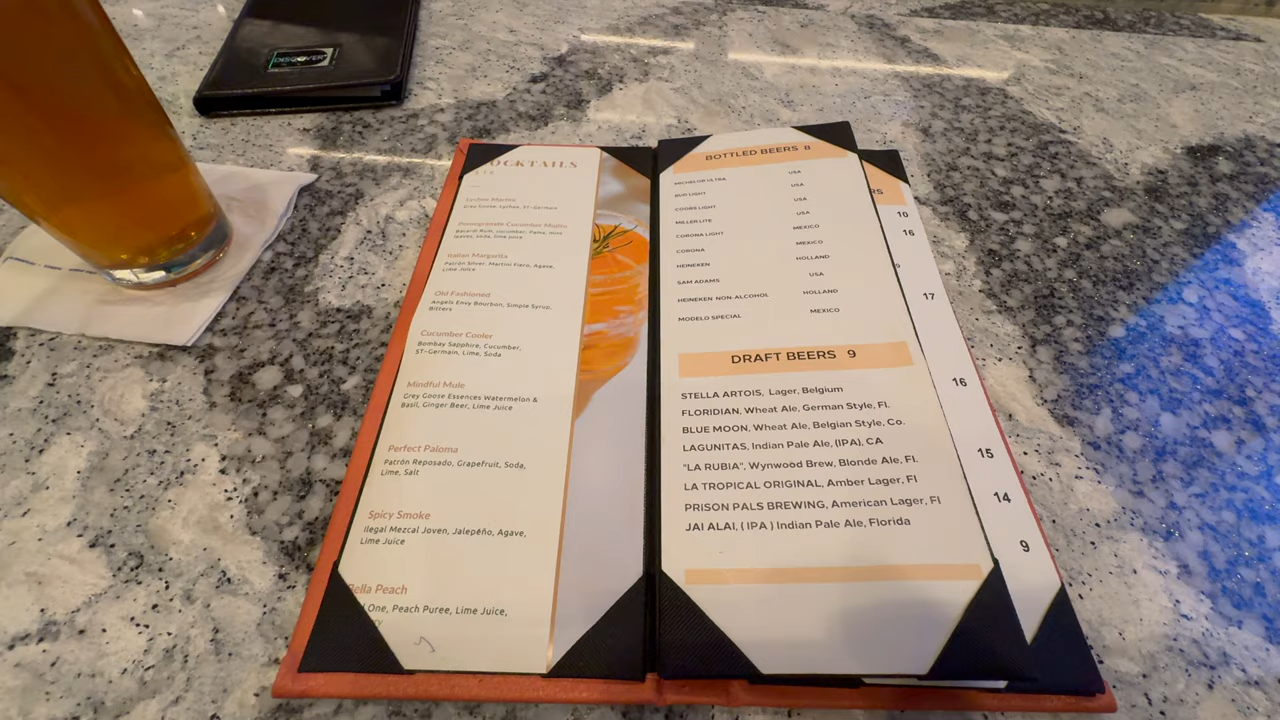 DISCOVER
OCKTAILS
Lychee Martini
Grey Goose, Lychee, ST-Germain
Pomegranate Cucumber Mojito
Bacardi Rum, cucumber, Pama, mint
leaves, soda, lime juice
Italian Margarita
Patrón Silver, Martini Fiero, Agave,
Lime Juice
Old Fashioned
Angels Envy Bourbon, Simple Syrup,
Bitters
Cucumber Cooler
Bombay Sapphire, Cucumber,
ST-Germain, Lime, Soda
Mindful Mule
Grey Goose Essences Watermelon &
Basil, Ginger Beer, Lime Juice
Perfect Paloma
Patrón Reposado, Grapefruit, Soda,
Lime, Salt
Spicy Smoke
Ilegal Mezcal Joven, Jalepéño, Agave,
Lime Juice
Bella Peach
One, Peach Puree, Lime Juice,
BOTTLED BEERS 8
MICHELOB ULTRA USA
BUD LIGHT USA
COORS LIGHT USA
MILLER LITE USA
CORONA LIGHT MEXICO
CORONA MEXICO
HEINEKEN HOLLAND
SAM ADAMS USA
HEINEKEN NON-ALCOHOL HOLLAND
MODELO SPECIAL MEXICO
DRAFT BEERS 9
STELLA ARTOIS, Lager, Belgium
FLORIDIAN, Wheat Ale, German Style, Fl.
BLUE MOON, Wheat Ale, Belgian Style, Co.
LAGUNITAS, Indian Pale Ale, (IPA), CA
"LA RUBIA", Wynwood Brew, Blonde Ale, Fl.
LA TROPICAL ORIGINAL, Amber Lager, Fl
PRISON PALS BREWING, American Lager, Fl
JAI ALAI, ( IPA ) Indian Pale Ale, Florida
RS
10
16
9
17
16
15
14
9